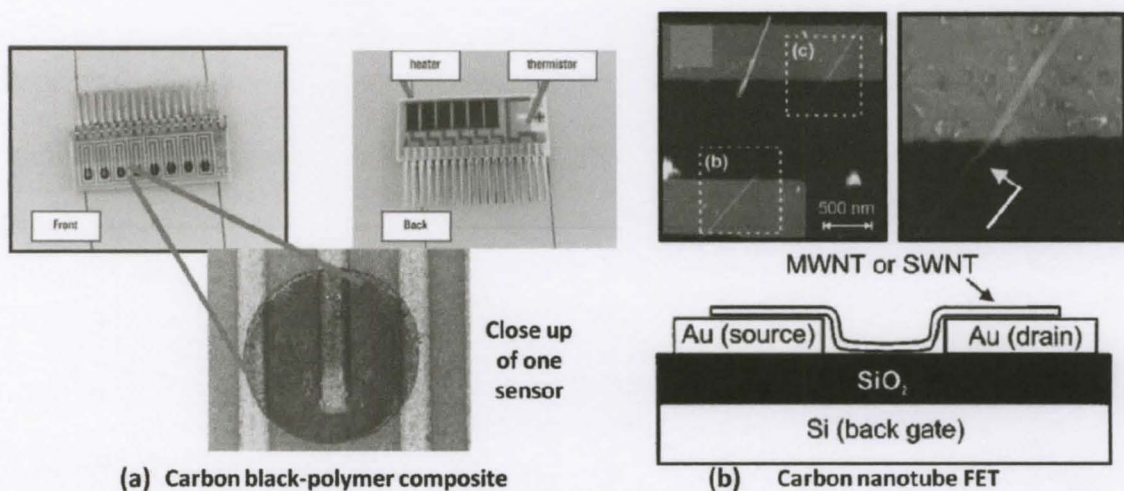 heater
thermistor
Front
Back
Close up
of one
sensor
(a) Carbon black-polymer composite
(c)
(b)
500 nm
MWNT or SWNT
Au (source)
Au (drain)
SiO₂
Si (back gate)
(b) Carbon nanotube FET